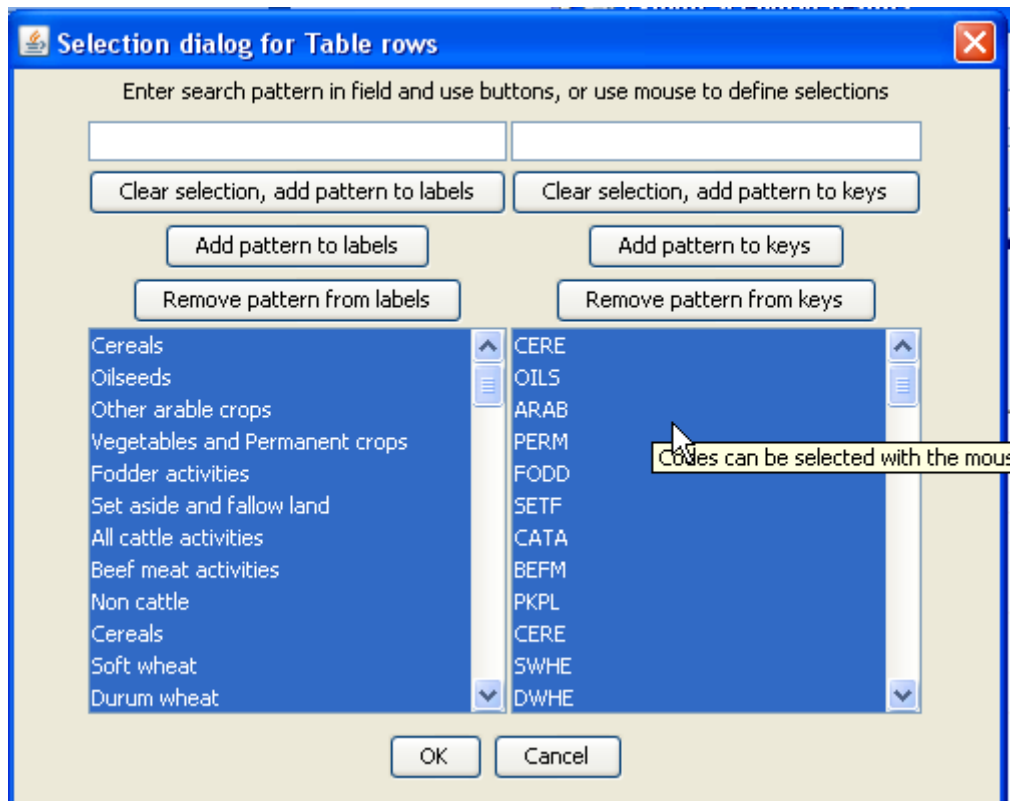 Selection dialog for Table rows
Enter search pattern in field and use buttons, or use mouse to define selections
Clear selection, add pattern to labels
Clear selection, add pattern to keys
Add pattern to labels
Add pattern to keys
Remove pattern from labels
Remove pattern from keys
Cereals
Oilseeds
Other arable crops
Vegetables and Permanent crops
Fodder activities
Set aside and fallow land
All cattle activities
Beef meat activities
Non cattle
Cereals
Soft wheat
Durum wheat
CERE
OILS
ARAB
PERM
FODD
SETF
CATA
BEFM
PKPL
CERE
SWHE
DWHE
Codes can be selected with the mous
OK
Cancel